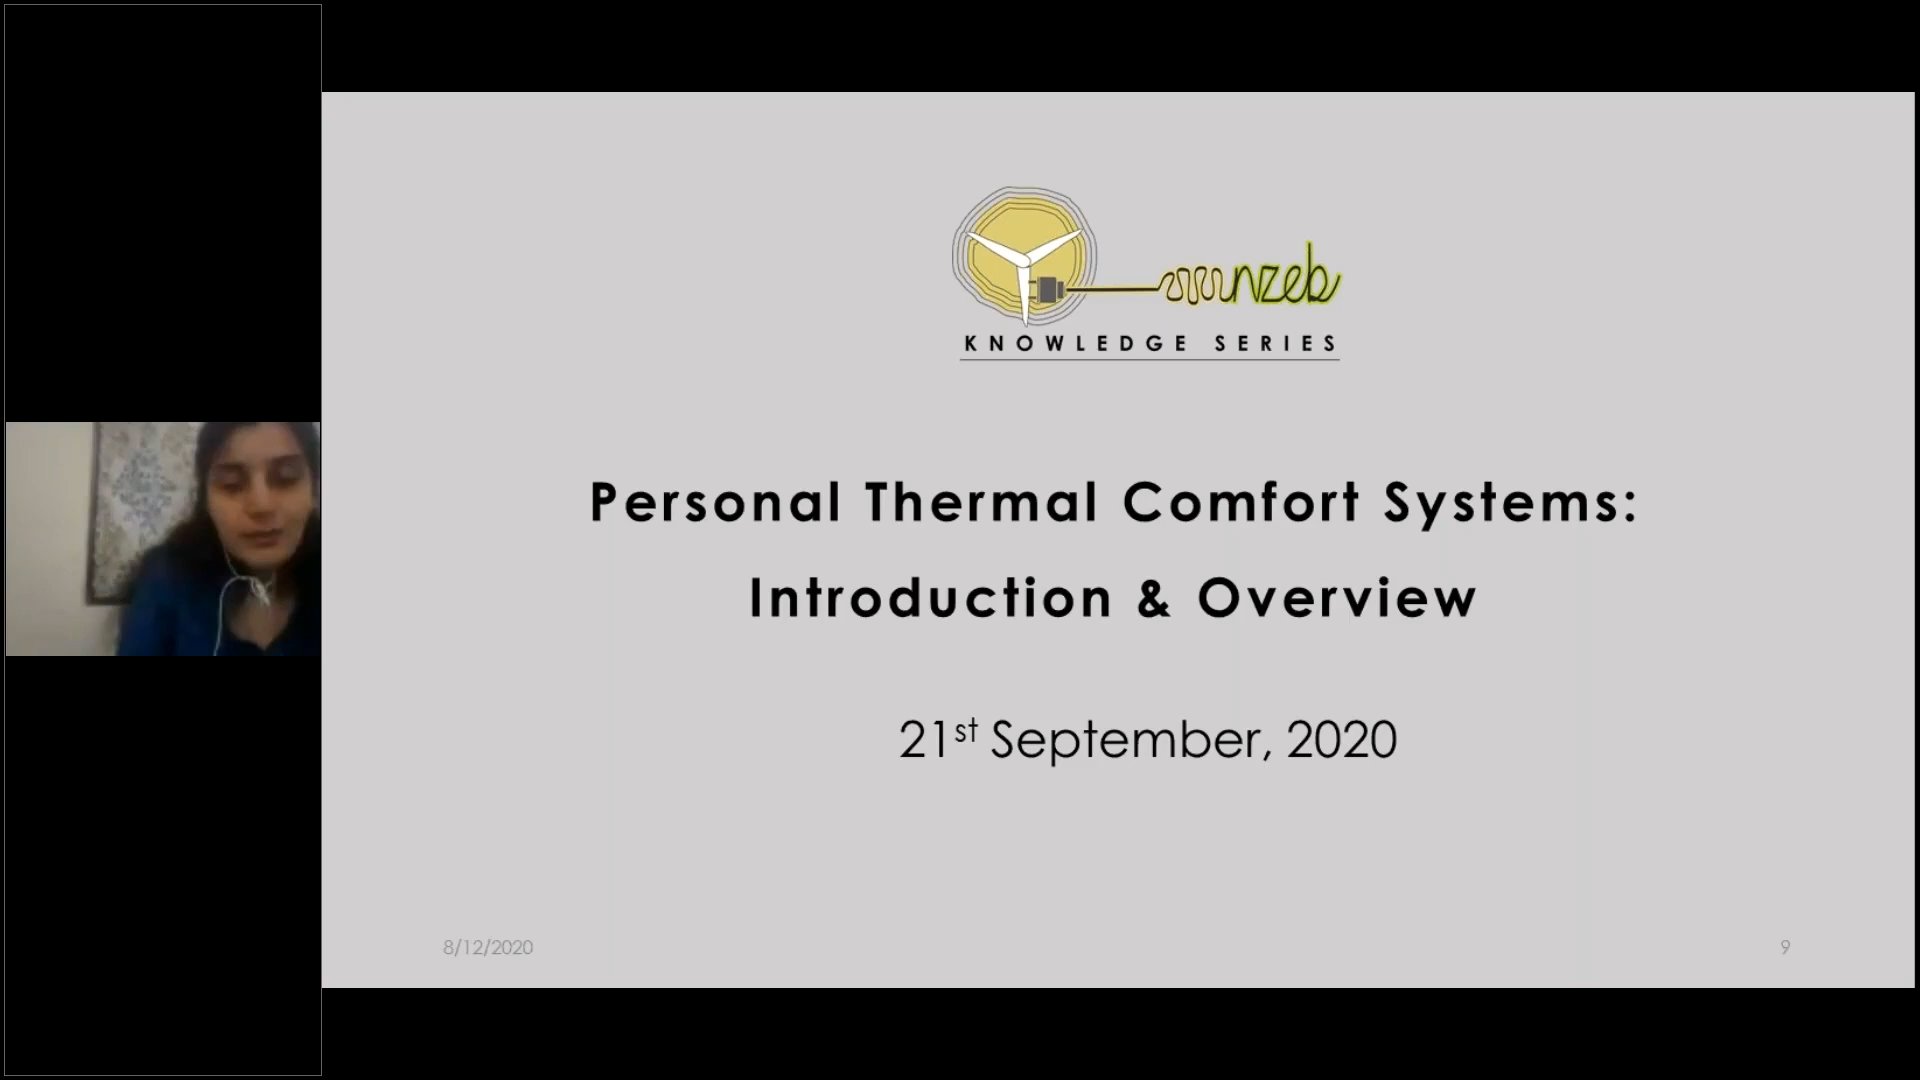 nzeb
KNOWLEDGE SERIES
Personal Thermal Comfort Systems:
Introduction & Overview
21st September, 2020
8/12/2020
9